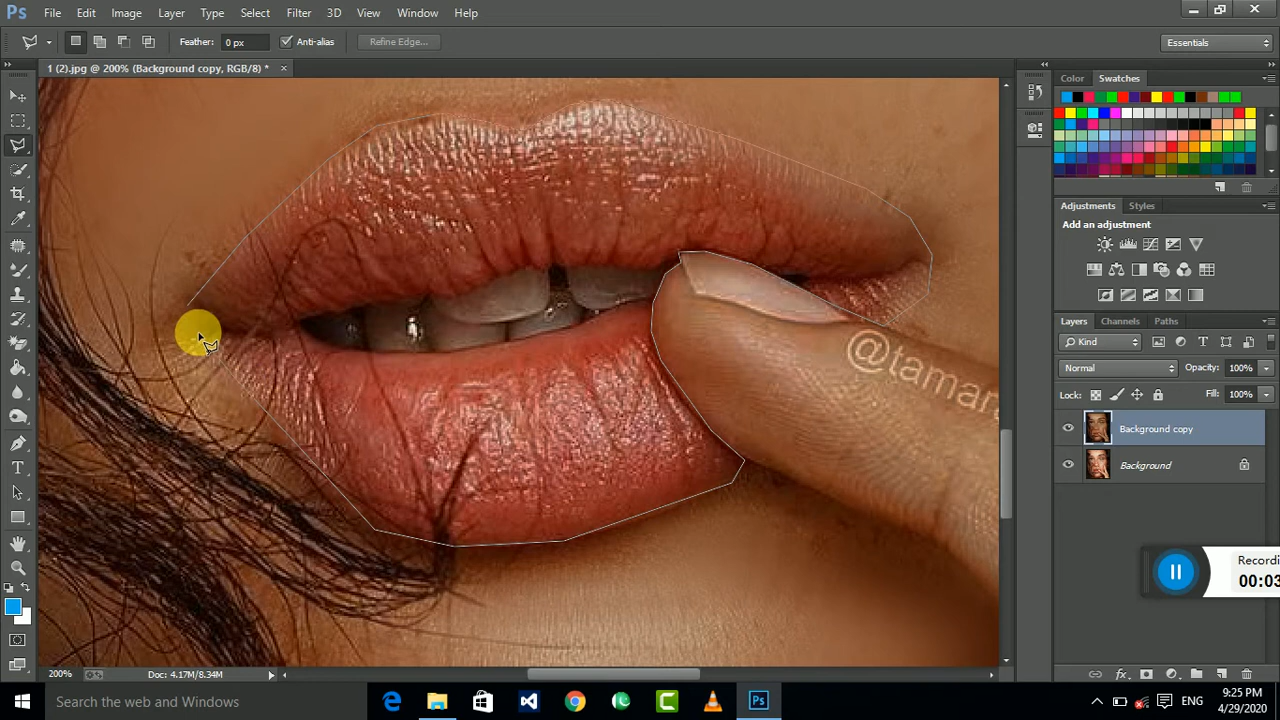 Ps File Edit Image Layer Type Select Filter 3D View Window Help
Feather: 0 px Anti-alias Refine Edge... Essentials
1 (2).jpg @ 200% (Background copy, RGB/8) *
Color Swatches
Adjustments Styles
Add an adjustment
Layers Channels Paths
Kind
Normal Opacity: 100%
Lock: Fill: 100%
Background copy
Background
@tamara
Recordi
00:03
200% Doc: 4.17M/8.34M
Search the web and Windows
ENG
9:25 PM
4/29/2020